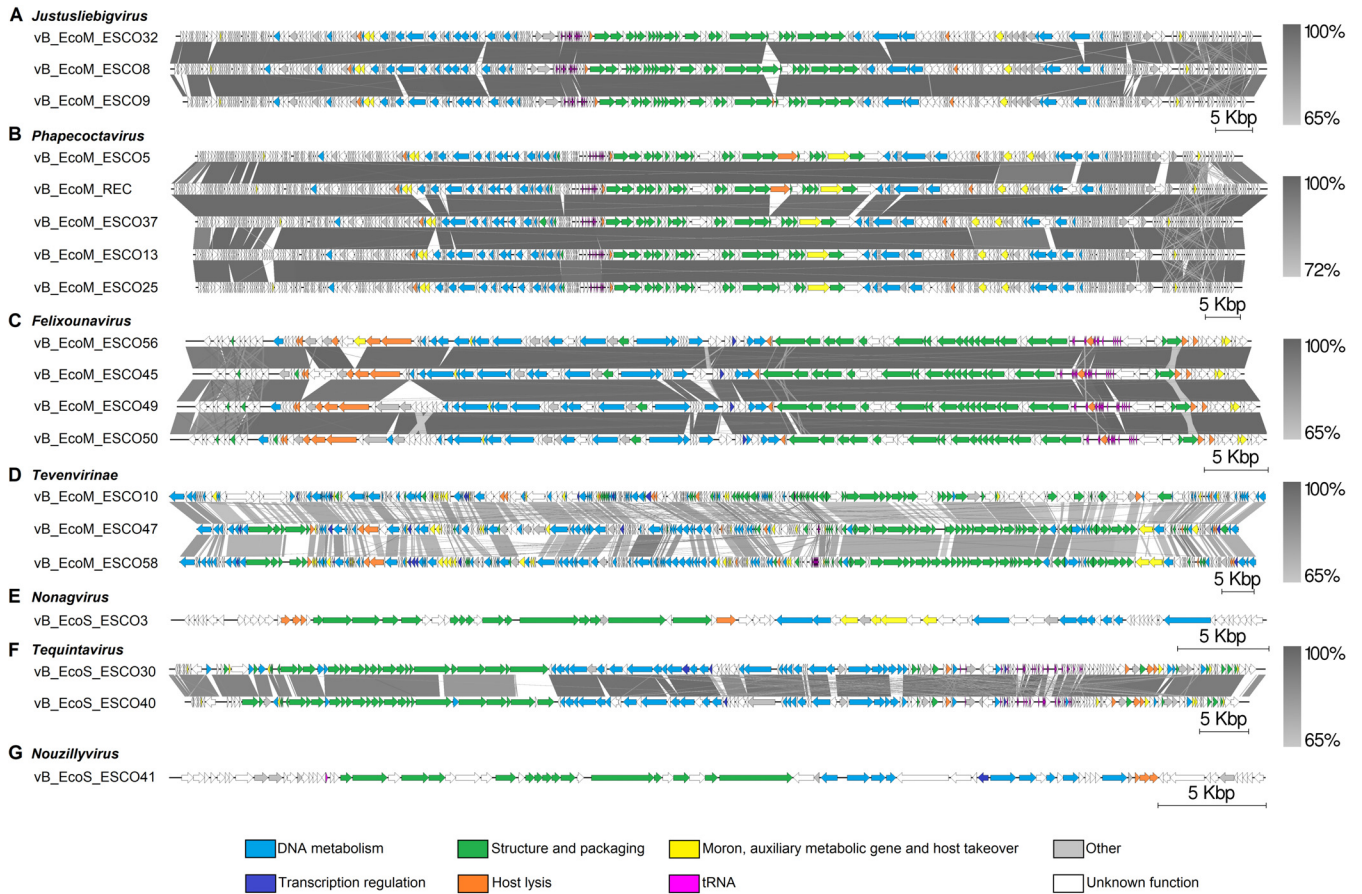 A Justusliebigvirus
vB_EcoM_ESCO32
vB_EcoM_ESCO8
vB_EcoM_ESCO9
100%
65%
5 Kbp
B Phapecoctavirus
vB_EcoM_ESCO5
vB_EcoM_REC
vB_EcoM_ESCO37
vB_EcoM_ESCO13
vB_EcoM_ESCO25
100%
72%
5 Kbp
C Felixounavirus
vB_EcoM_ESCO56
vB_EcoM_ESCO45
vB_EcoM_ESCO49
vB_EcoM_ESCO50
100%
65%
5 Kbp
D Tevenvirinae
vB_EcoM_ESCO10
vB_EcoM_ESCO47
vB_EcoM_ESCO58
100%
65%
5 Kbp
E Nonagvirus
vB_EcoS_ESCO3
5 Kbp
F Tequintavirus
vB_EcoS_ESCO30
vB_EcoS_ESCO40
100%
65%
5 Kbp
G Nouzillyvirus
vB_EcoS_ESCO41
5 Kbp
DNA metabolism
Structure and packaging
Moron, auxiliary metabolic gene and host takeover
Other
Transcription regulation
Host lysis
tRNA
Unknown function